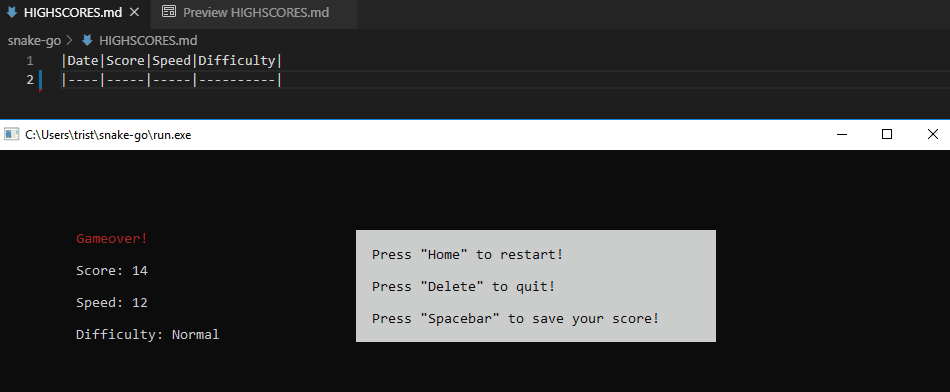 HIGHSCORES.md Preview HIGHSCORES.md
snake-go HIGHSCORES.md
1 |Date|Score|Speed|Difficulty|
2 |----|-----|-----|----------|
C:\Users\trist\snake-go\run.exe
Gameover!
Score: 14
Speed: 12
Difficulty: Normal
Press "Home" to restart!
Press "Delete" to quit!
Press "Spacebar" to save your score!